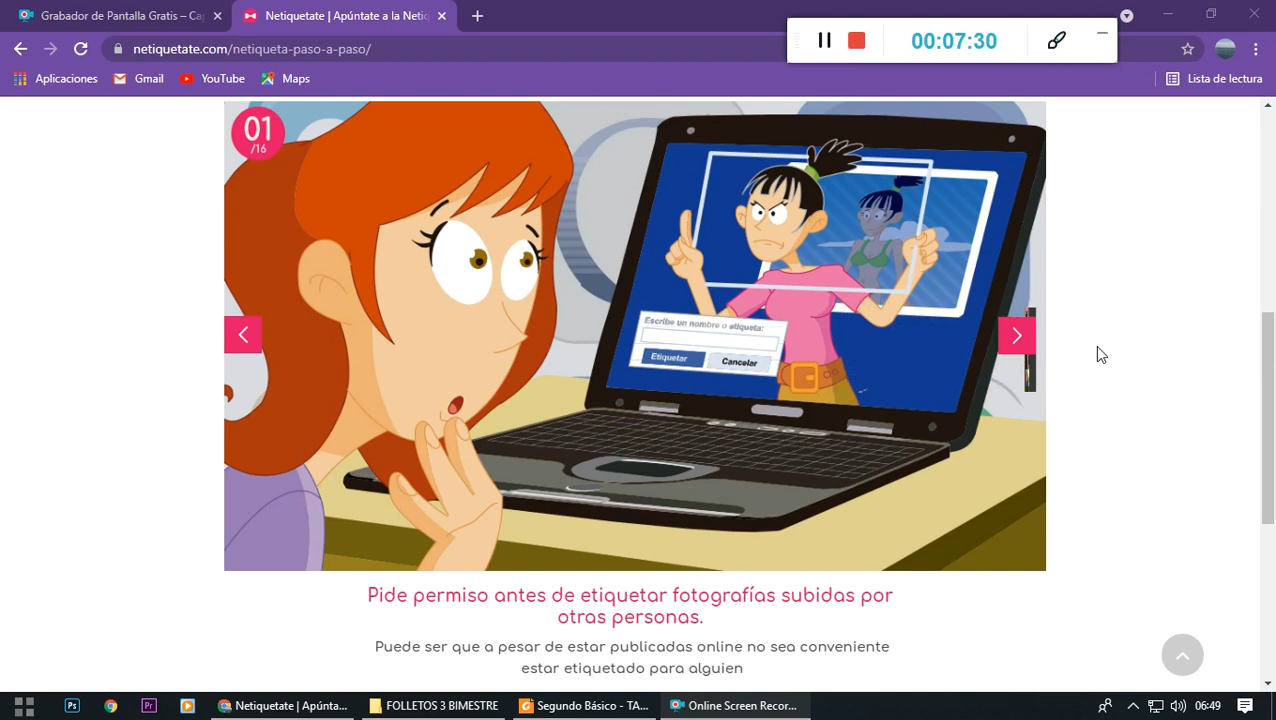 Grabador de Pantalla Gratis – Ca
Netiquetate | Apúntate a la Netiq
netiquetate.com/netiqueta-paso-a-paso/
00:07:30
Aplicaciones
Gmail
YouTube
Maps
Lista de lectura
01
/16
Escribe un nombre o etiqueta:
Etiquetar
Cancelar
Pide permiso antes de etiquetar fotografías subidas por
otras personas.
Puede ser que a pesar de estar publicadas online no sea conveniente
estar etiquetado para alguien
Ps
Pr
Netiquetate | Apúnta...
FOLLETOS 3 BIMESTRE
Segundo Básico - TA...
Online Screen Recor...
06:49